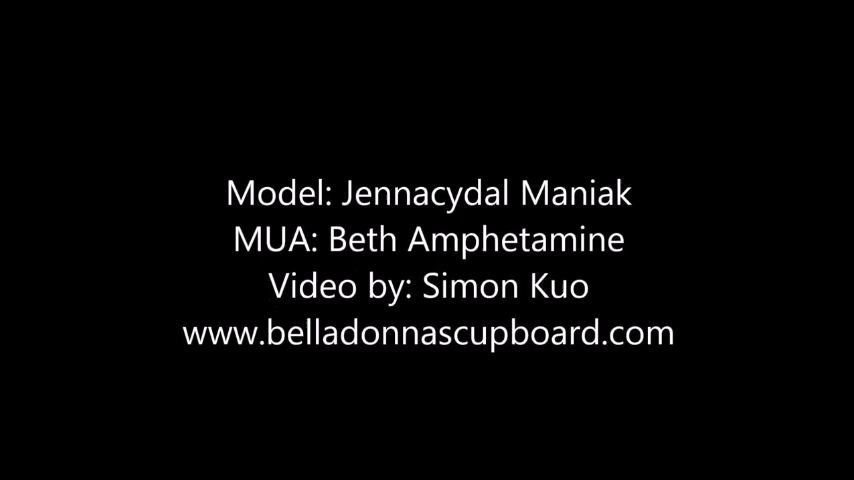 Model: Jennacydal Maniak
MUA: Beth Amphetamine
Video by: Simon Kuo
www.belladonnascupboard.com